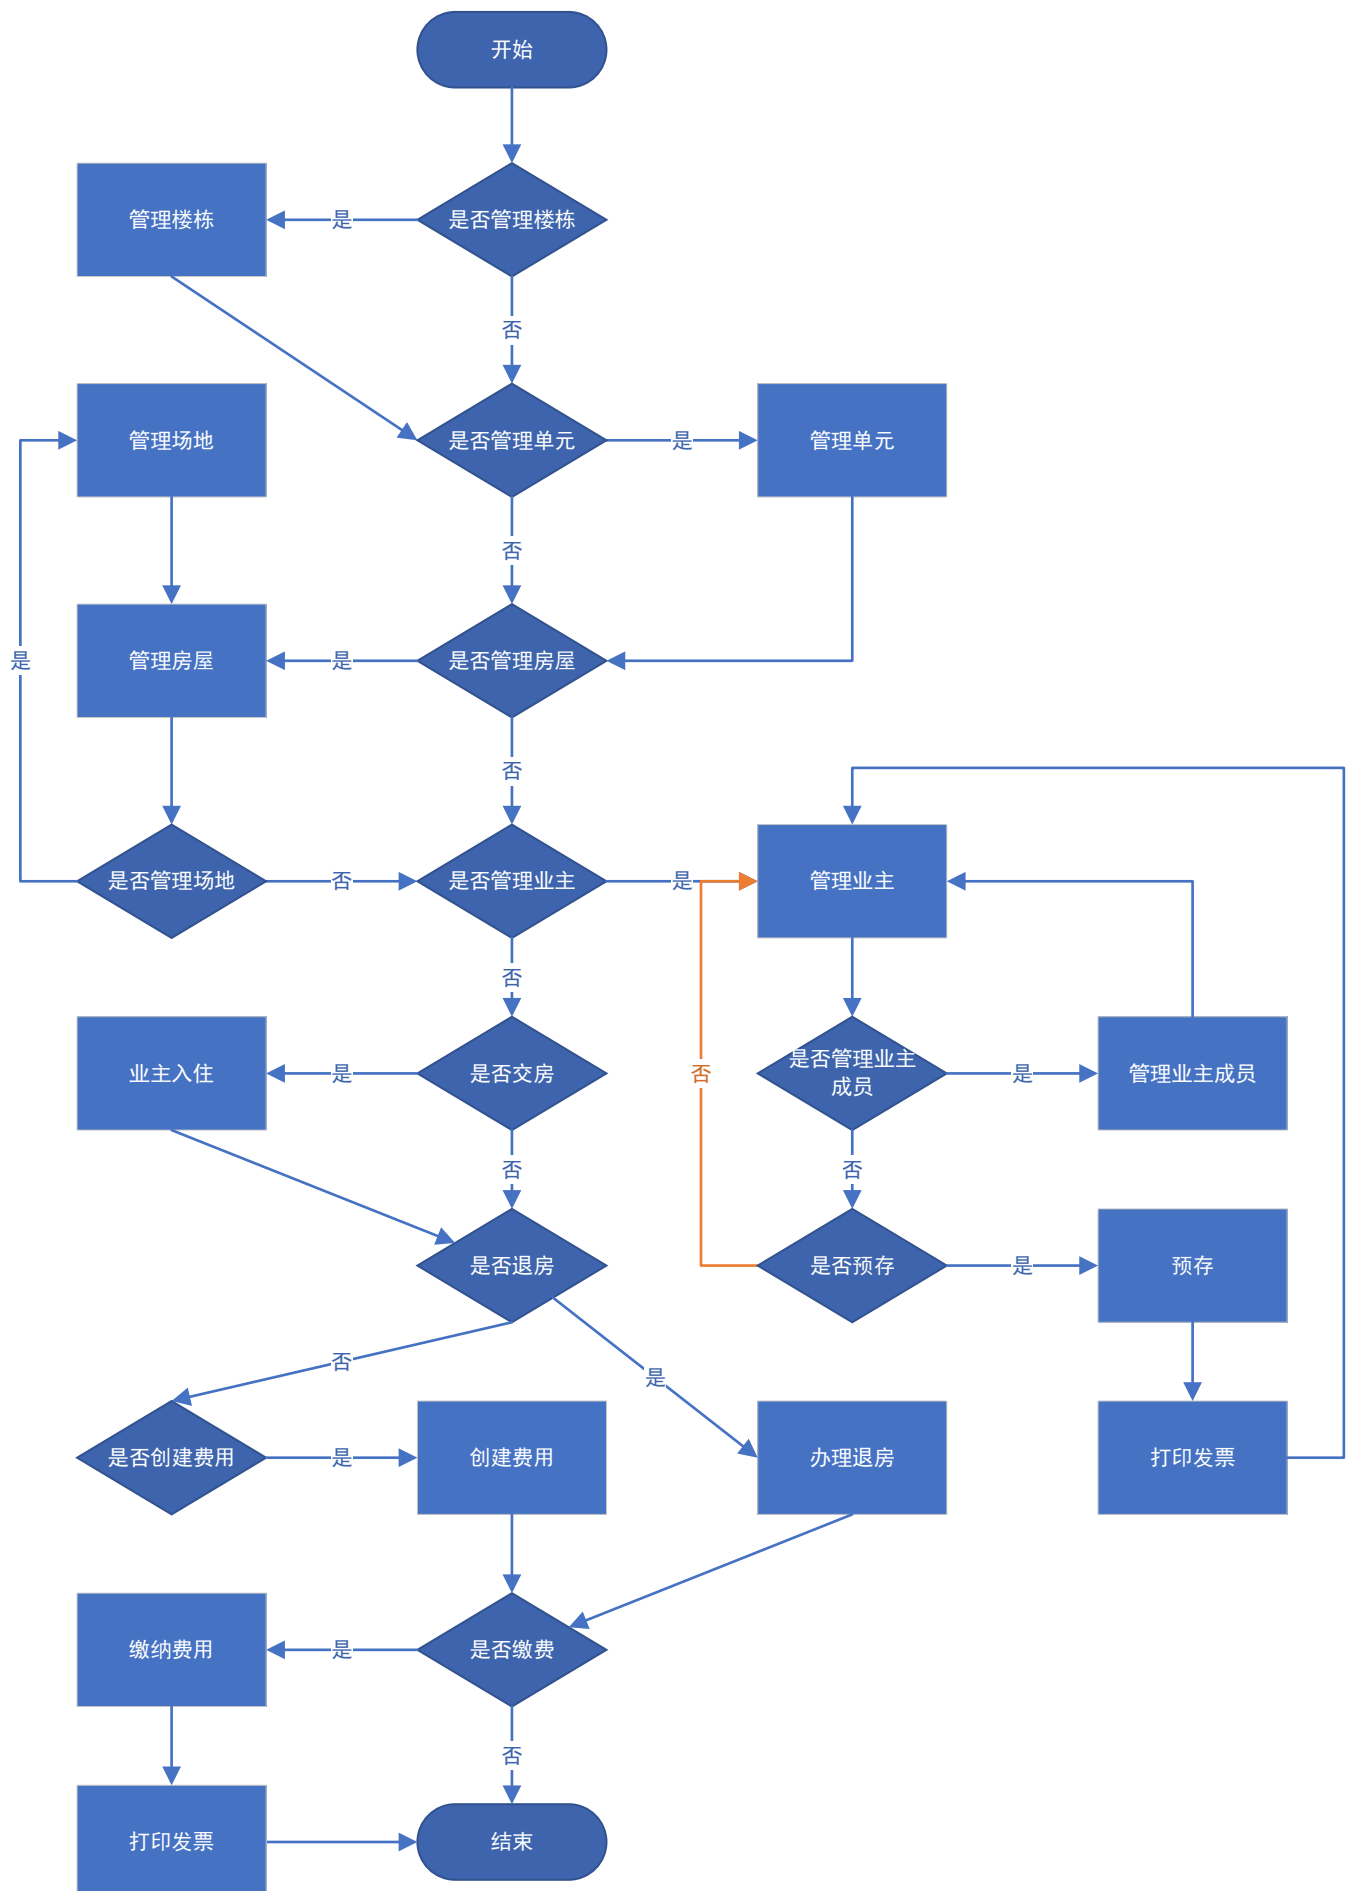 开始
管理楼栋
是
是否管理楼栋
否
管理场地
是否管理单元
是
管理单元
否
是
管理房屋
是
是否管理房屋
否
是否管理场地
否
是否管理业主
是
管理业主
否
业主入住
是
是否交房
否
是否管理业主
成员
是
管理业主成员
否
否
是否退房
是否预存
是
预存
否
是
是否创建费用
是
创建费用
办理退房
打印发票
缴纳费用
是
是否缴费
否
打印发票
结束